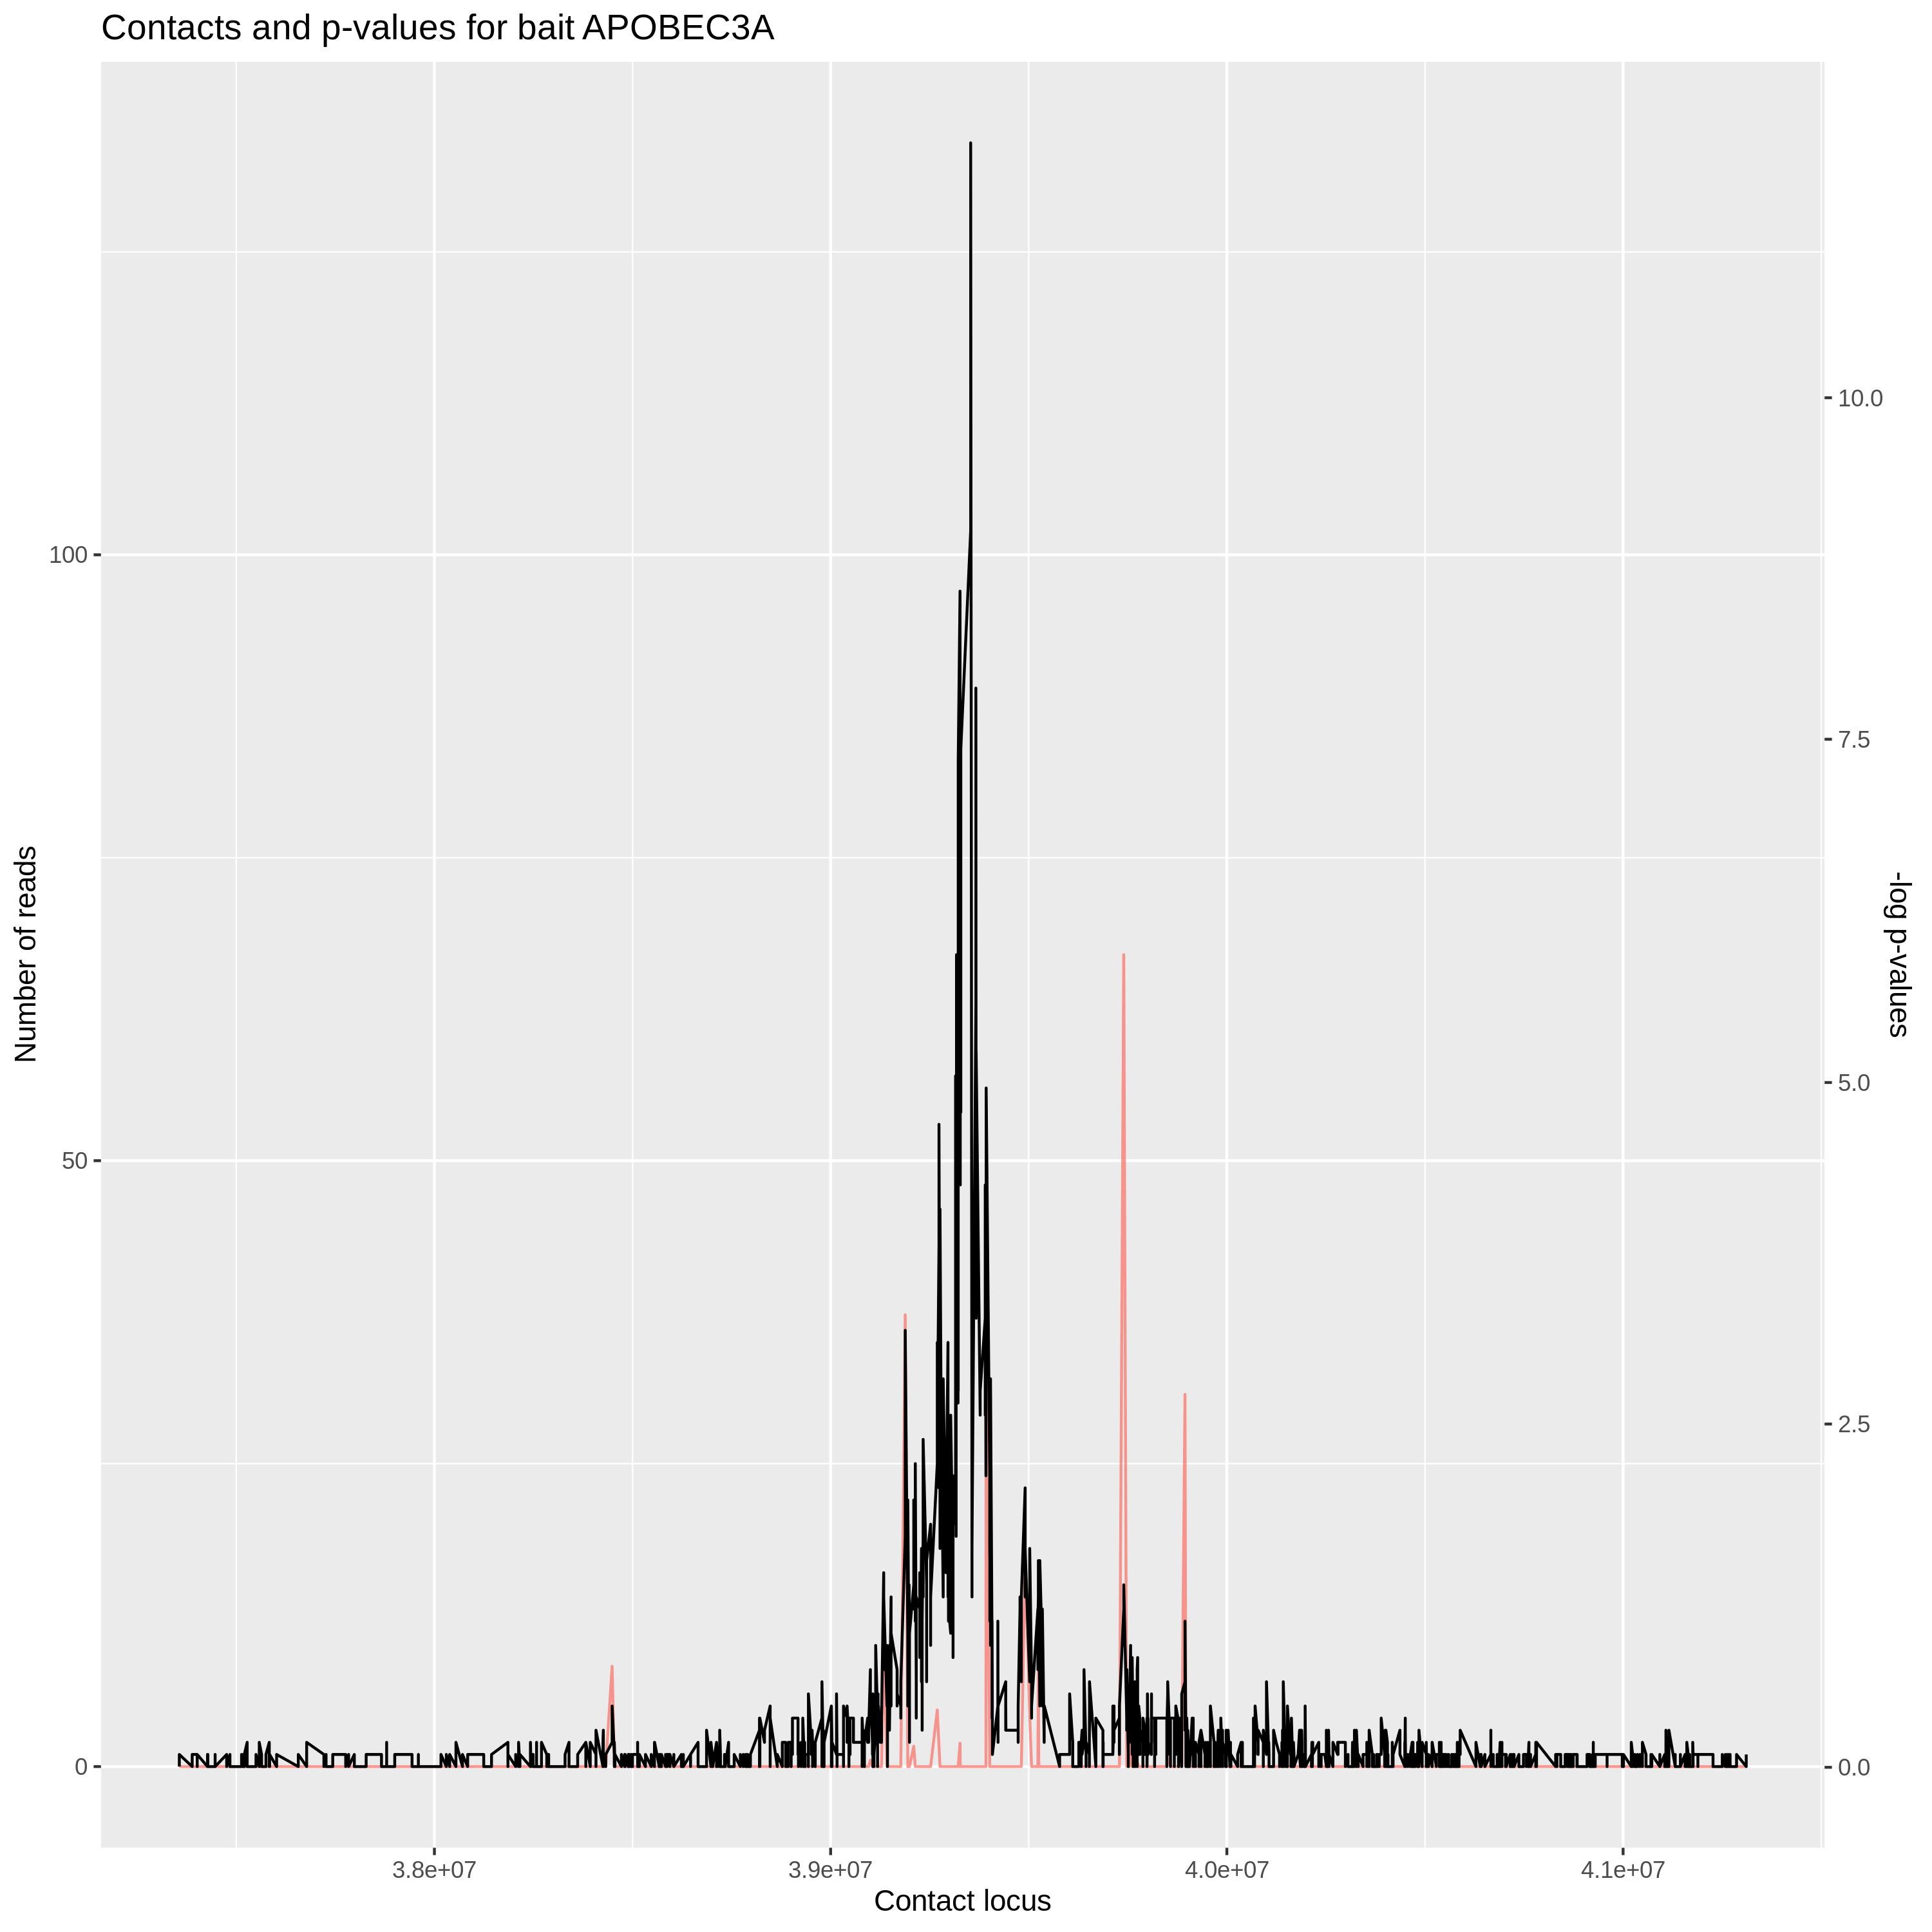 Contacts and p-values for bait APOBEC3A
Number of reads
100
50
0
10.0
7.5
5.0
2.5
0.0
-log p-values
3.8e+07 3.9e+07 4.0e+07 4.1e+07
Contact locus